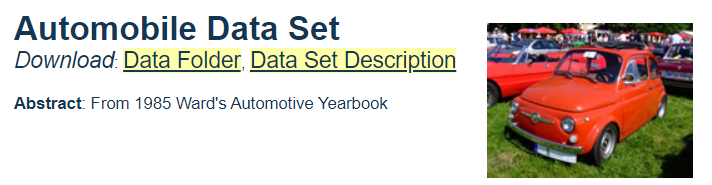 Automobile Data Set
Download: Data Folder, Data Set Description
Abstract: From 1985 Ward's Automotive Yearbook